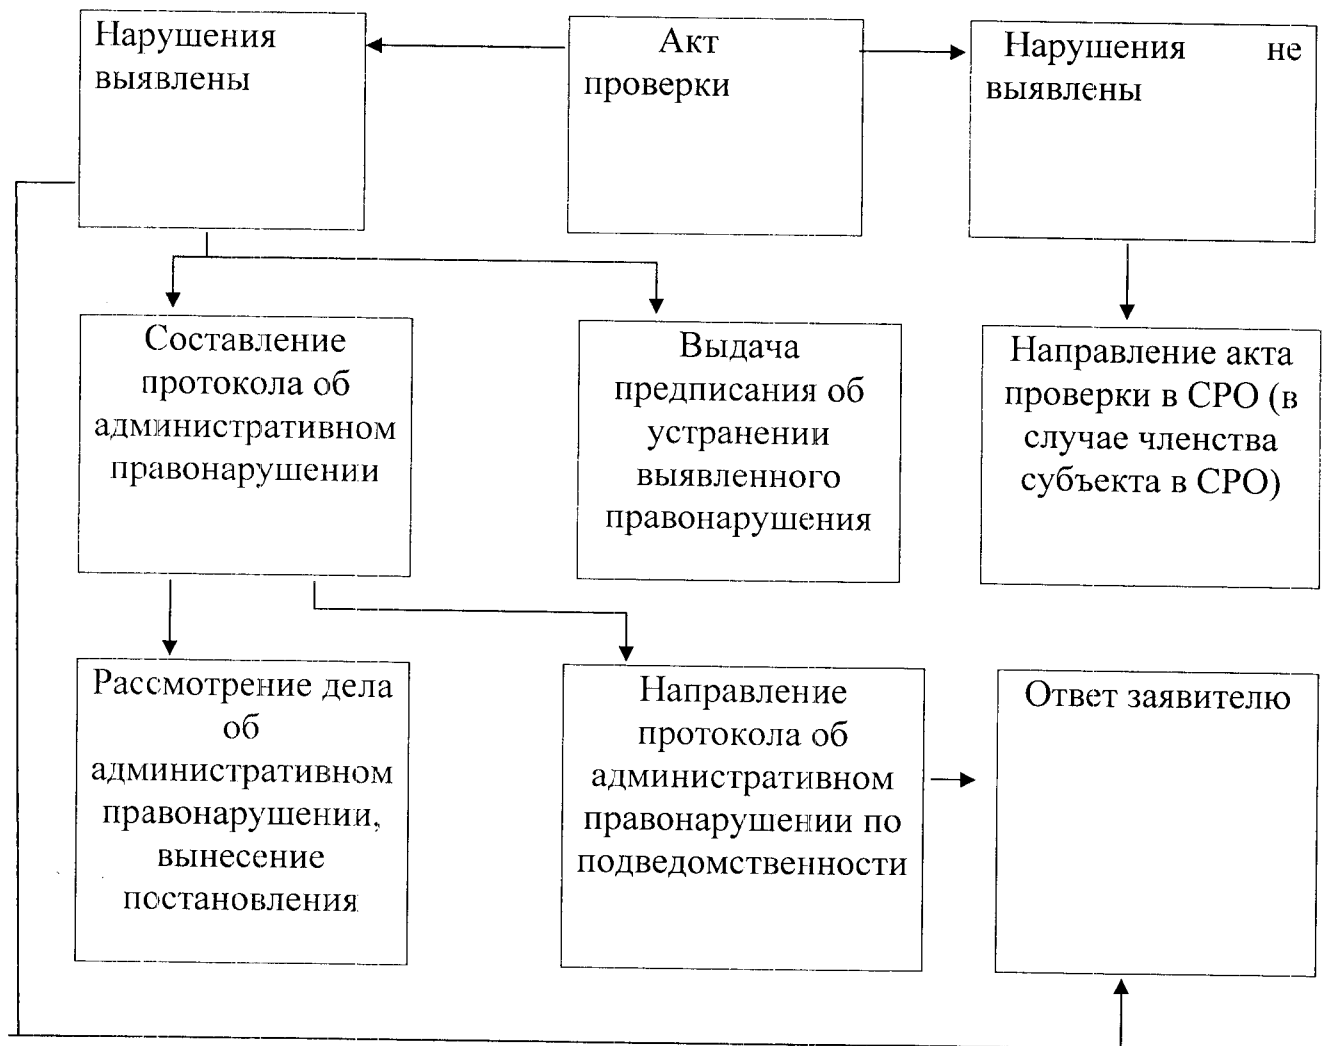 Нарушения
выявлены
Акт
проверки
Нарушения не
выявлены
Составление
протокола об
административном
правонарушении
Выдача
предписания об
устранении
выявленного
правонарушения
Направление акта
проверки в СРО (в
случае членства
субъекта в СРО)
Рассмотрение дела
об
административном
правонарушении,
вынесение
постановления
Направление
протокола об
административном
правонарушении по
подведомственности
Ответ заявителю